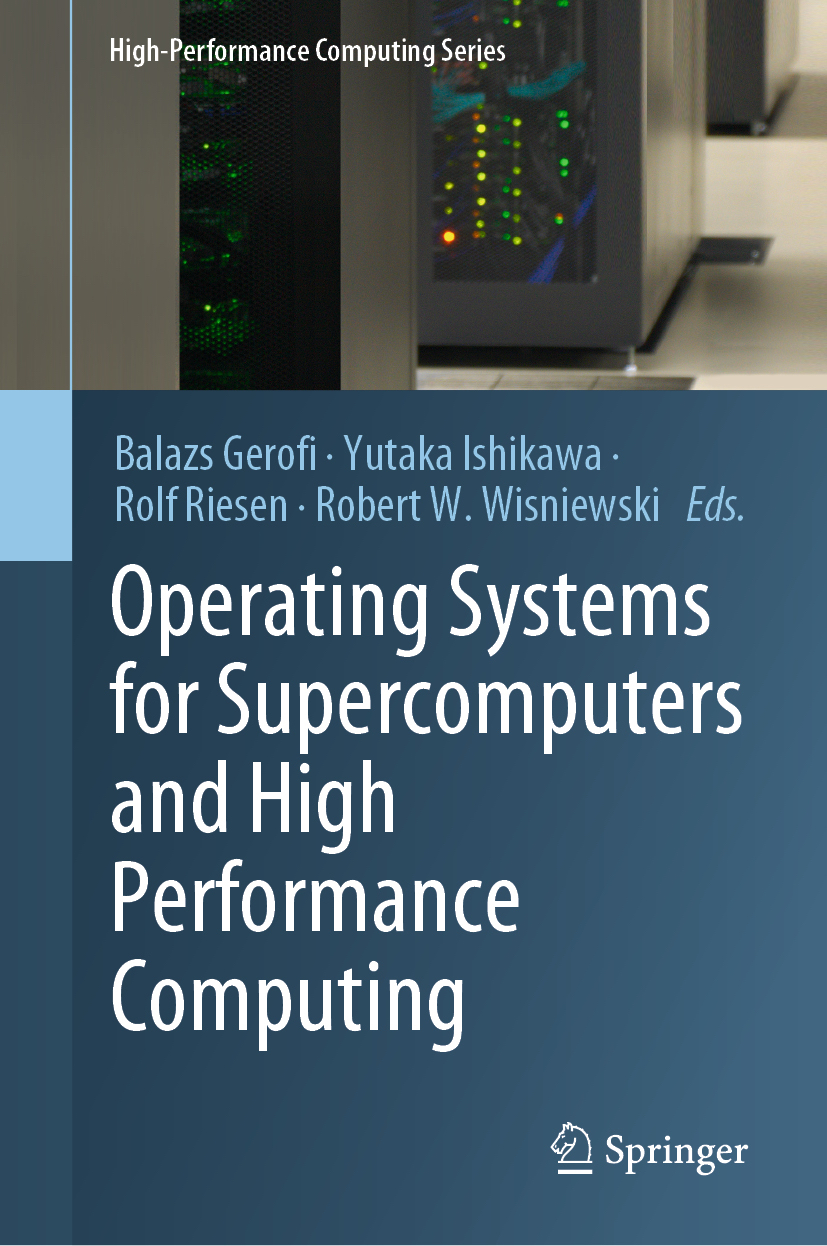 High-Performance Computing Series
Balazs Gerofi · Yutaka Ishikawa ·
Rolf Riesen · Robert W. Wisniewski Eds.
Operating Systems
for Supercomputers
and High
Performance
Computing
Springer